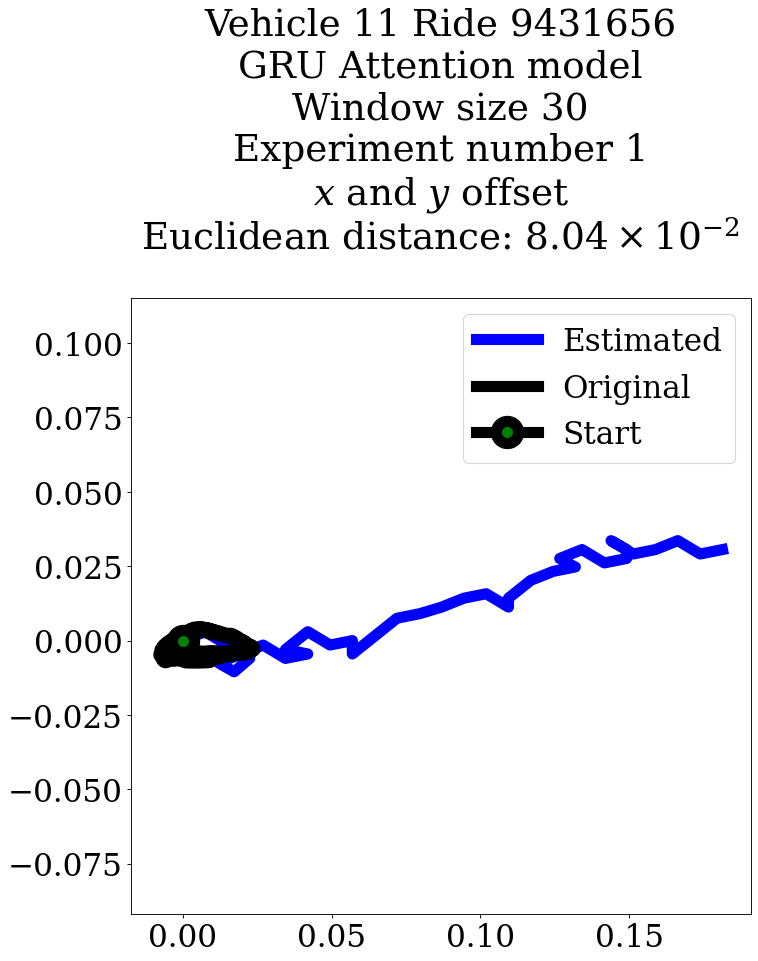 Vehicle 11 Ride 9431656
GRU Attention model
Window size 30
Experiment number 1
x and y offset
Euclidean distance: 8.04 × 10⁻²
Estimated
Original
Start
0.100
0.075
0.050
0.025
0.000
−0.025
−0.050
−0.075
0.00 0.05 0.10 0.15